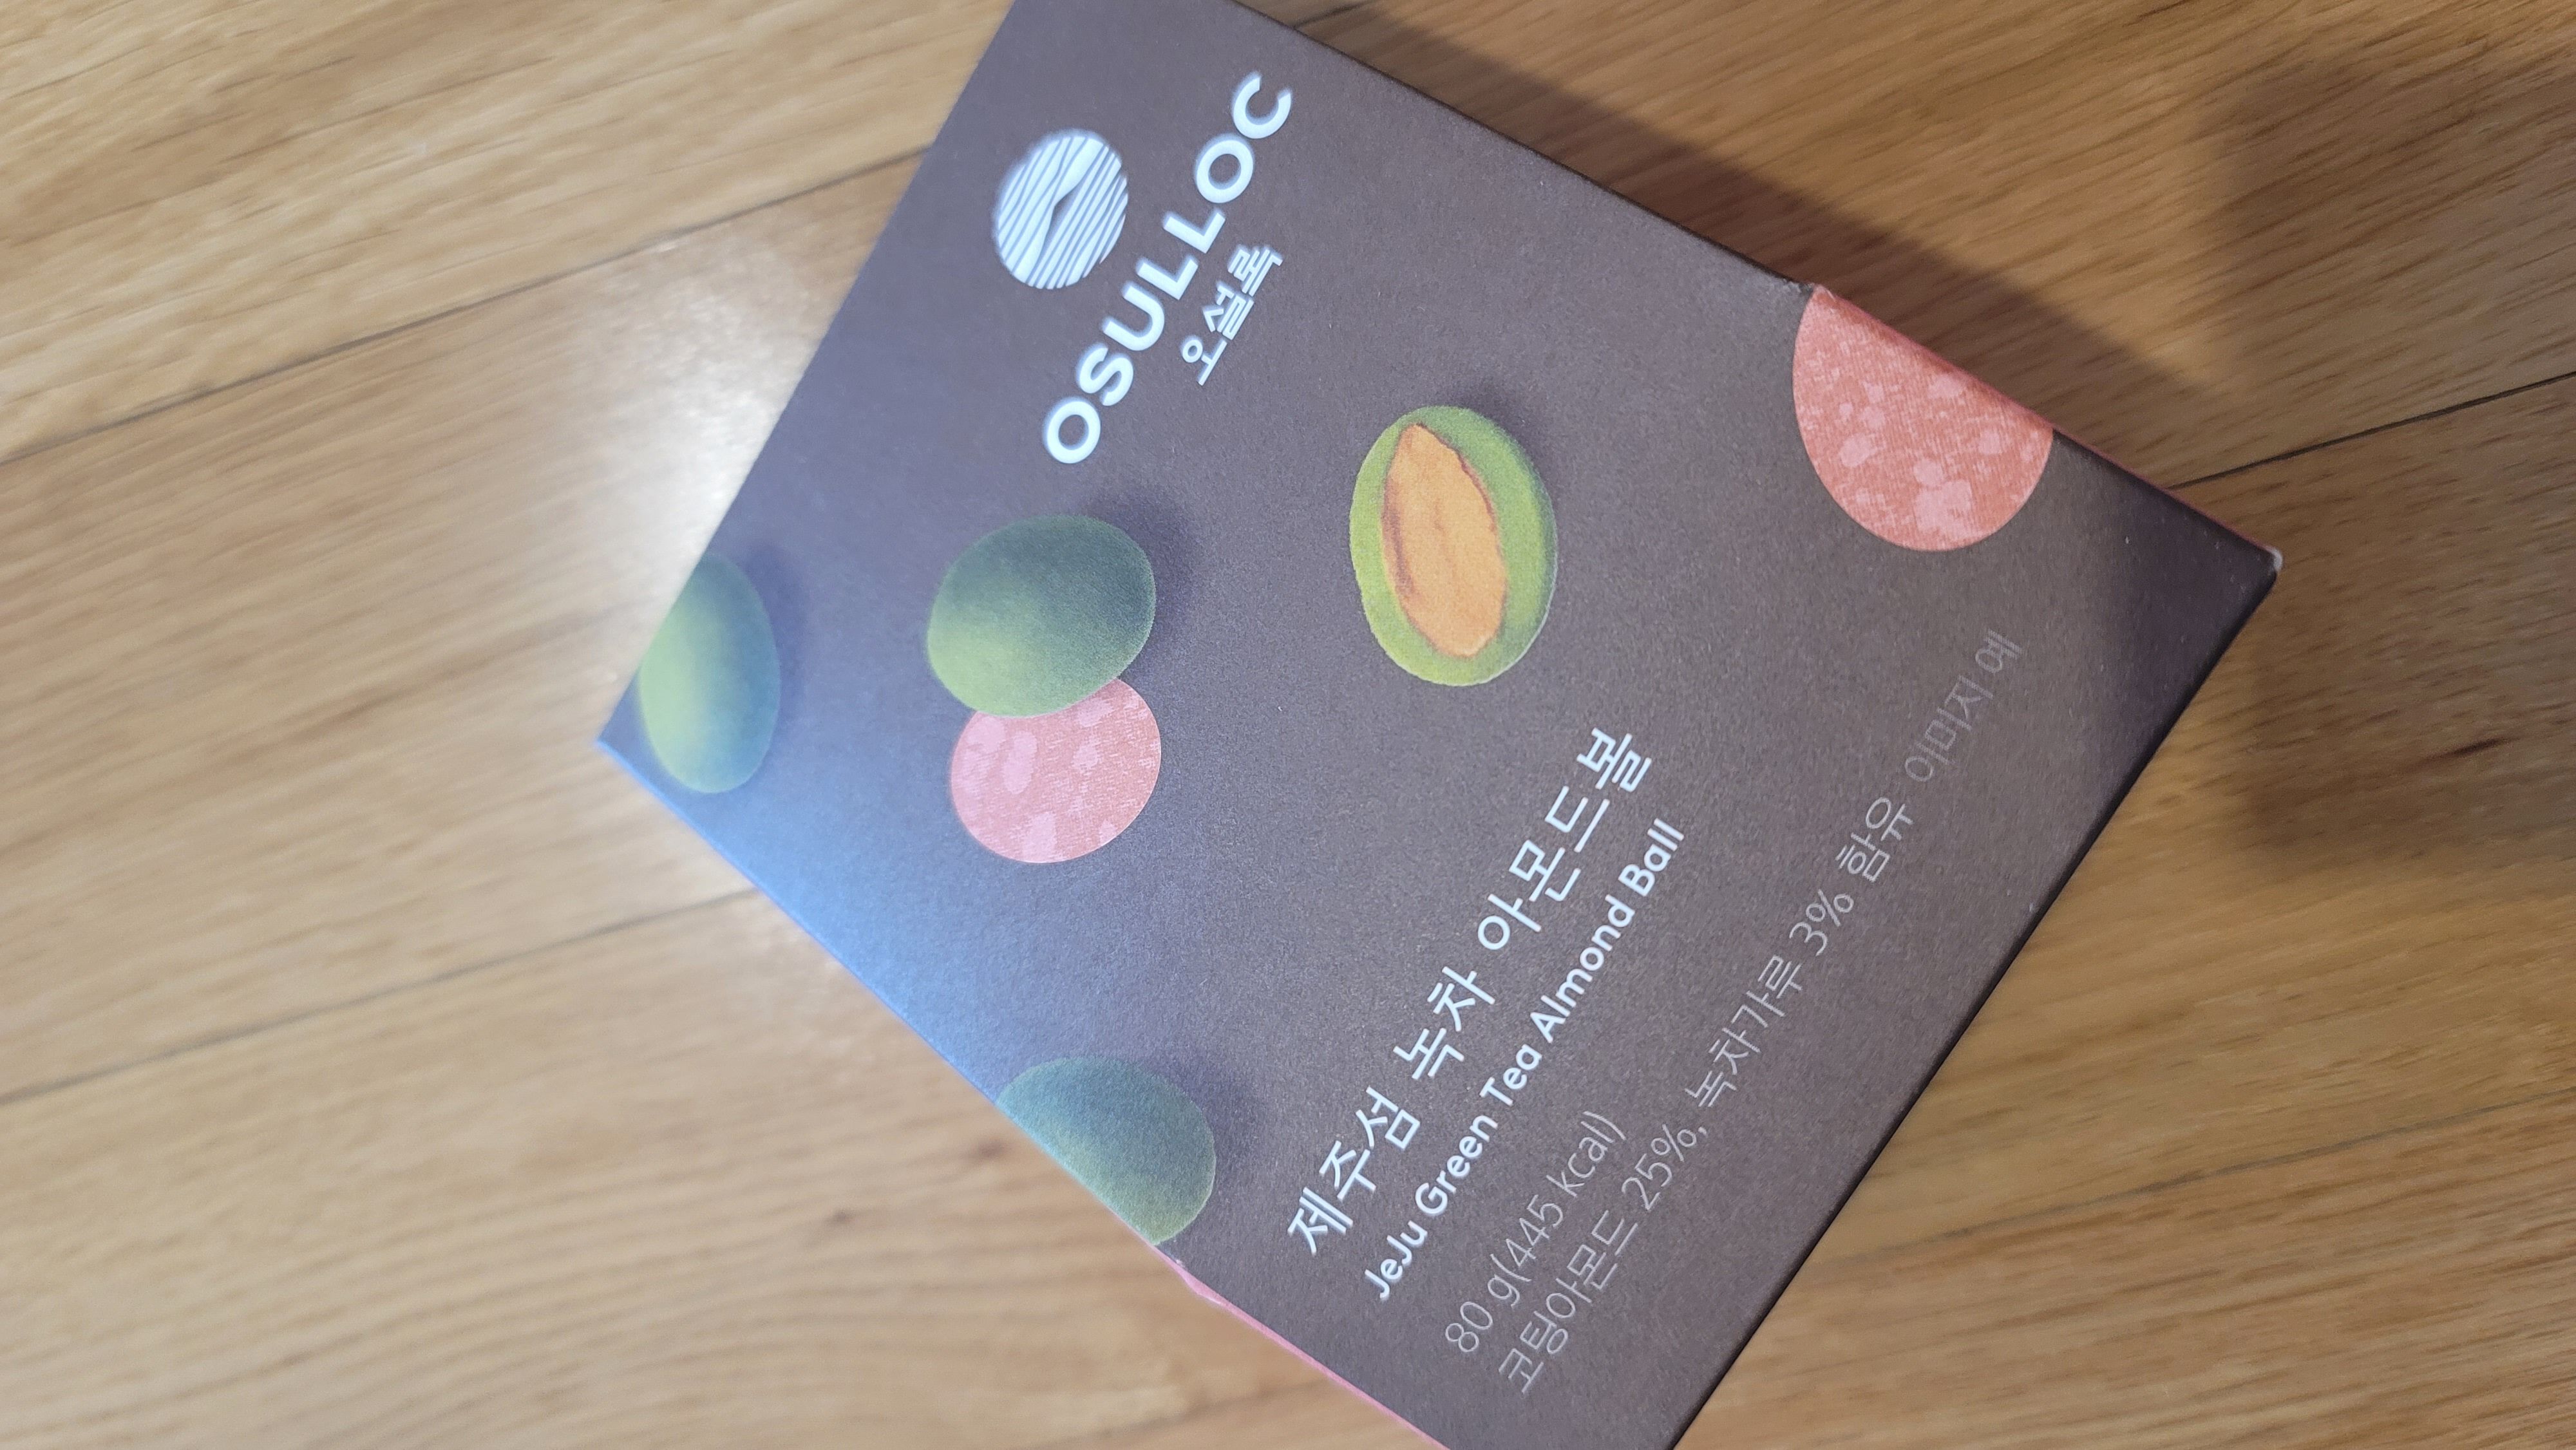 OSULLOC
오설록
제주섬 녹차 아몬드볼
JeJu Green Tea Almond Ball
80 g(445 kcal)
코팅아몬드 25%, 녹차가루 3% 함유 이미지 예